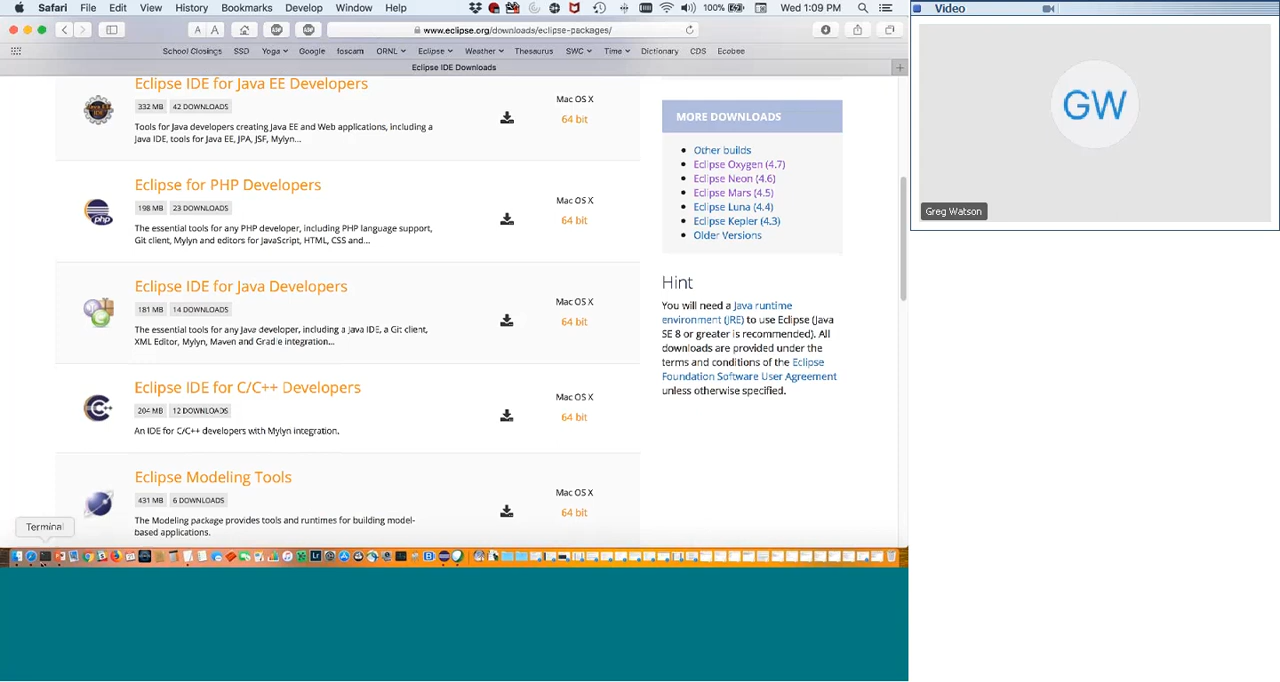 Safari File Edit View History Bookmarks Develop Window Help 100% Wed 1:09 PM
A A www.eclipse.org/downloads/eclipse-packages/
School Closings SSD Yoga Google foscam ORNL Eclipse Weather Thesaurus SWC Time Dictionary CDS Ecobee
Eclipse IDE Downloads
Eclipse IDE for Java EE Developers
332 MB 42 DOWNLOADS
Tools for Java developers creating Java EE and Web applications, including a
Java IDE, tools for Java EE, JPA, JSF, Mylyn...
Mac OS X
64 bit
Eclipse for PHP Developers
198 MB 23 DOWNLOADS
The essential tools for any PHP developer, including PHP language support,
Git client, Mylyn and editors for JavaScript, HTML, CSS and...
Mac OS X
64 bit
php
Eclipse IDE for Java Developers
181 MB 14 DOWNLOADS
The essential tools for any Java developer, including a Java IDE, a Git client,
XML Editor, Mylyn, Maven and Gradle integration...
Mac OS X
64 bit
Eclipse IDE for C/C++ Developers
204 MB 12 DOWNLOADS
An IDE for C/C++ developers with Mylyn integration.
Mac OS X
64 bit
C++
Eclipse Modeling Tools
431 MB 6 DOWNLOADS
The Modeling package provides tools and runtimes for building model-
based applications.
Mac OS X
64 bit
MORE DOWNLOADS
Other builds
Eclipse Oxygen (4.7)
Eclipse Neon (4.6)
Eclipse Mars (4.5)
Eclipse Luna (4.4)
Eclipse Kepler (4.3)
Older Versions
Hint
You will need a Java runtime
environment (JRE) to use Eclipse (Java
SE 8 or greater is recommended). All
downloads are provided under the
terms and conditions of the Eclipse
Foundation Software User Agreement
unless otherwise specified.
Terminal
Video
GW
Greg Watson